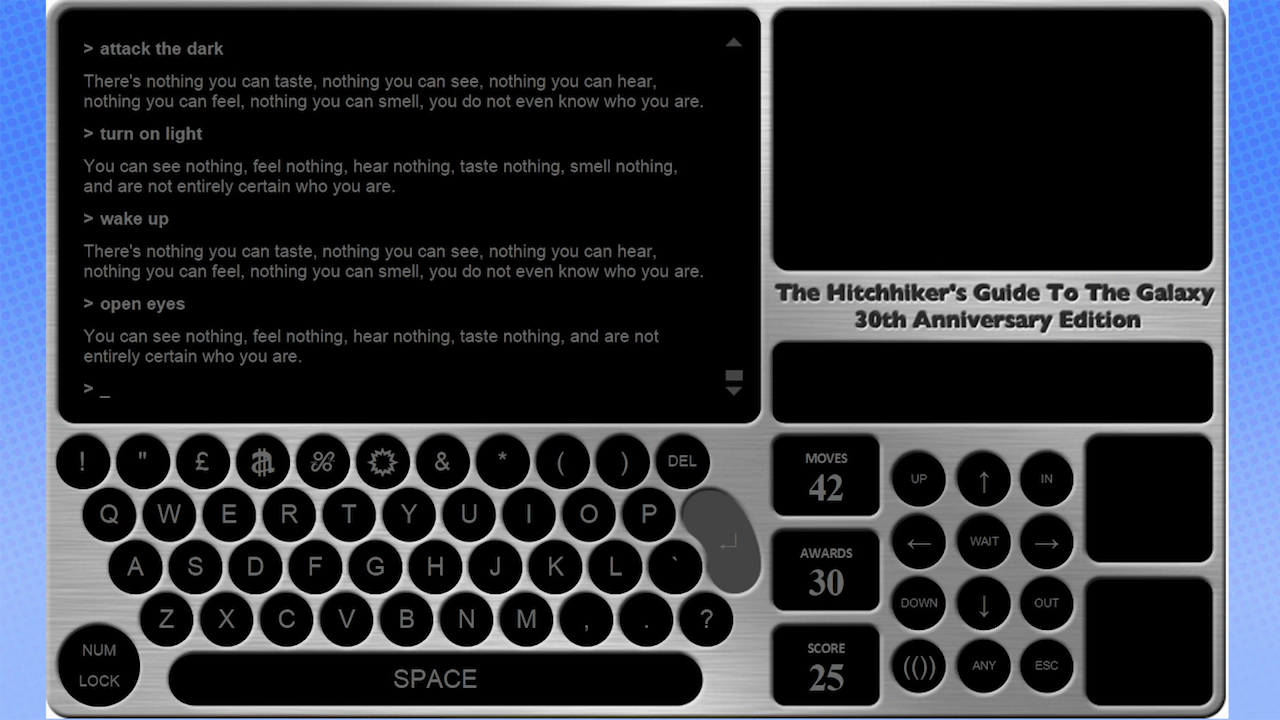 > attack the dark
There's nothing you can taste, nothing you can see, nothing you can hear,
nothing you can feel, nothing you can smell, you do not even know who you are.
> turn on light
You can see nothing, feel nothing, hear nothing, taste nothing, smell nothing,
and are not entirely certain who you are.
> wake up
There's nothing you can taste, nothing you can see, nothing you can hear,
nothing you can feel, nothing you can smell, you do not even know who you are.
> open eyes
You can see nothing, feel nothing, hear nothing, taste nothing, and are not
entirely certain who you are.
> _
The Hitchhiker's Guide To The Galaxy
30th Anniversary Edition
! " £ & * ( ) DEL
Q W E R T Y U I O P
A S D F G H J K L `
Z X C V B N M , . ?
NUM
LOCK
SPACE
MOVES
42
AWARDS
30
SCORE
25
UP ↑ IN
← WAIT →
DOWN ↓ OUT
(()) ANY ESC